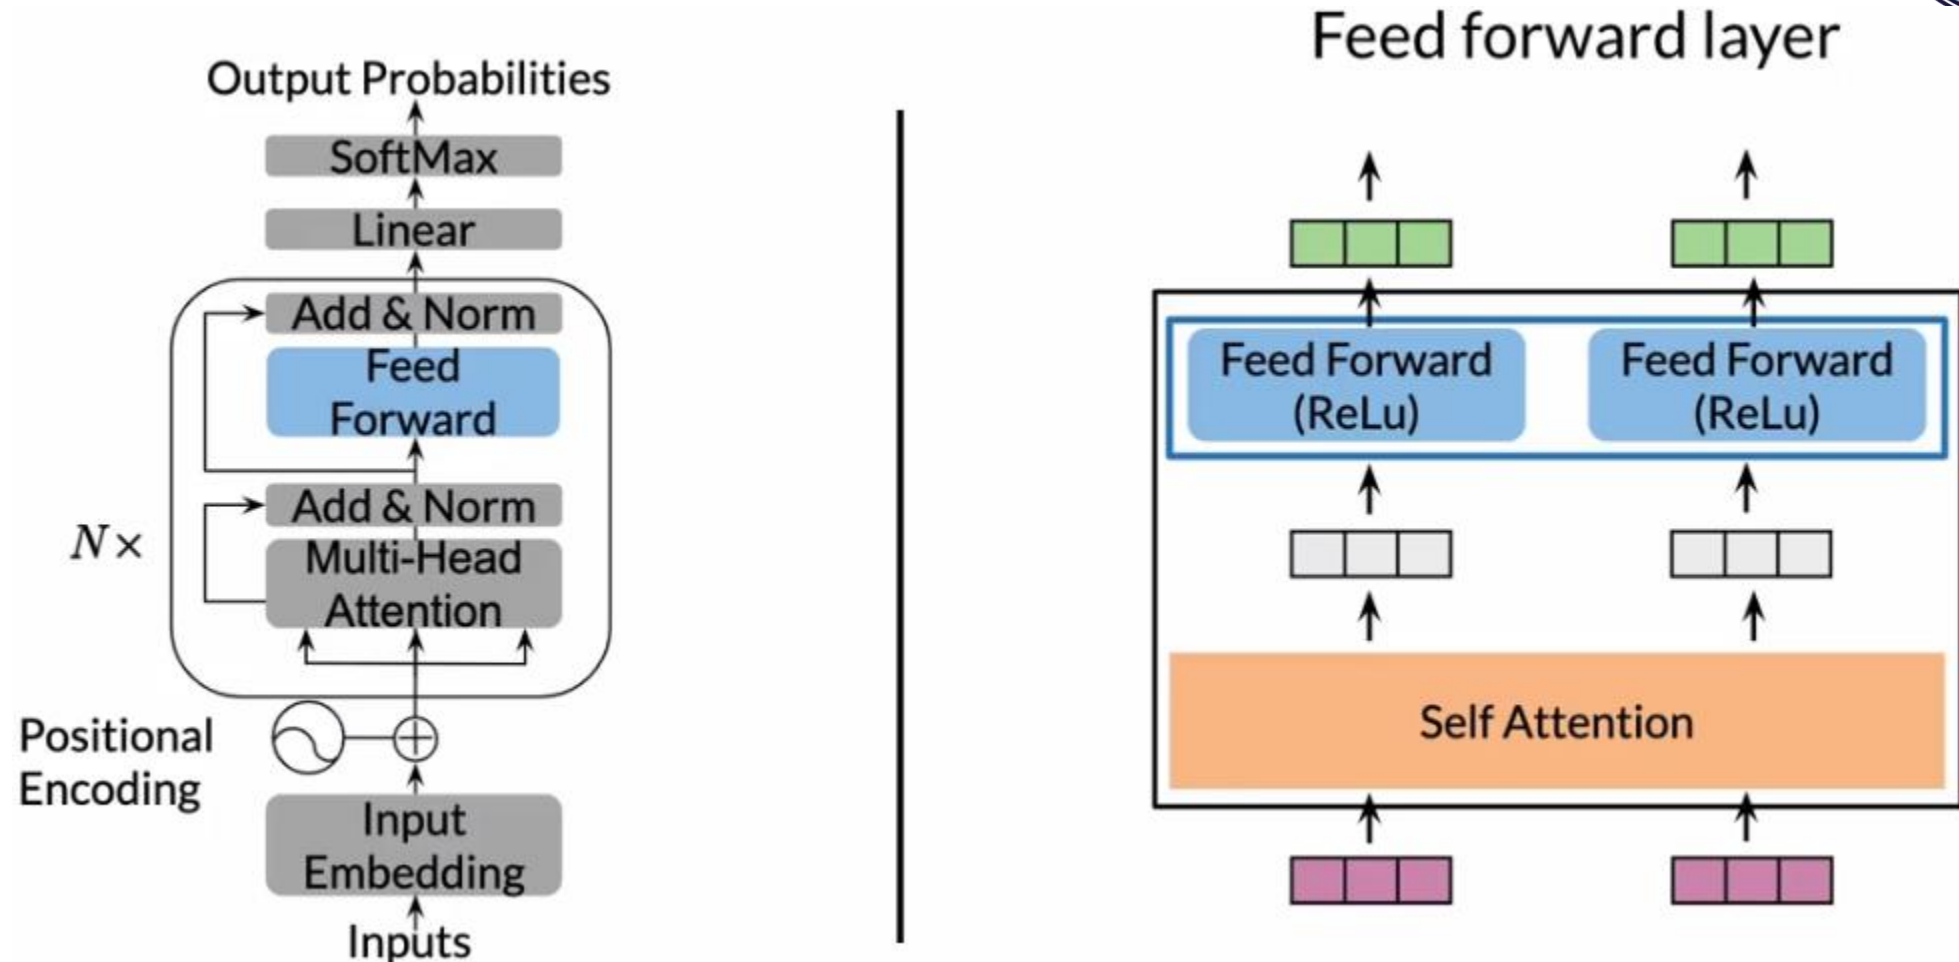 Output Probabilities
SoftMax
Linear
Add & Norm
Feed
Forward
Add & Norm
N×
Multi-Head
Attention
Positional
Encoding
Input
Embedding
Inputs
Feed forward layer
Feed Forward
(ReLu)
Feed Forward
(ReLu)
Self Attention